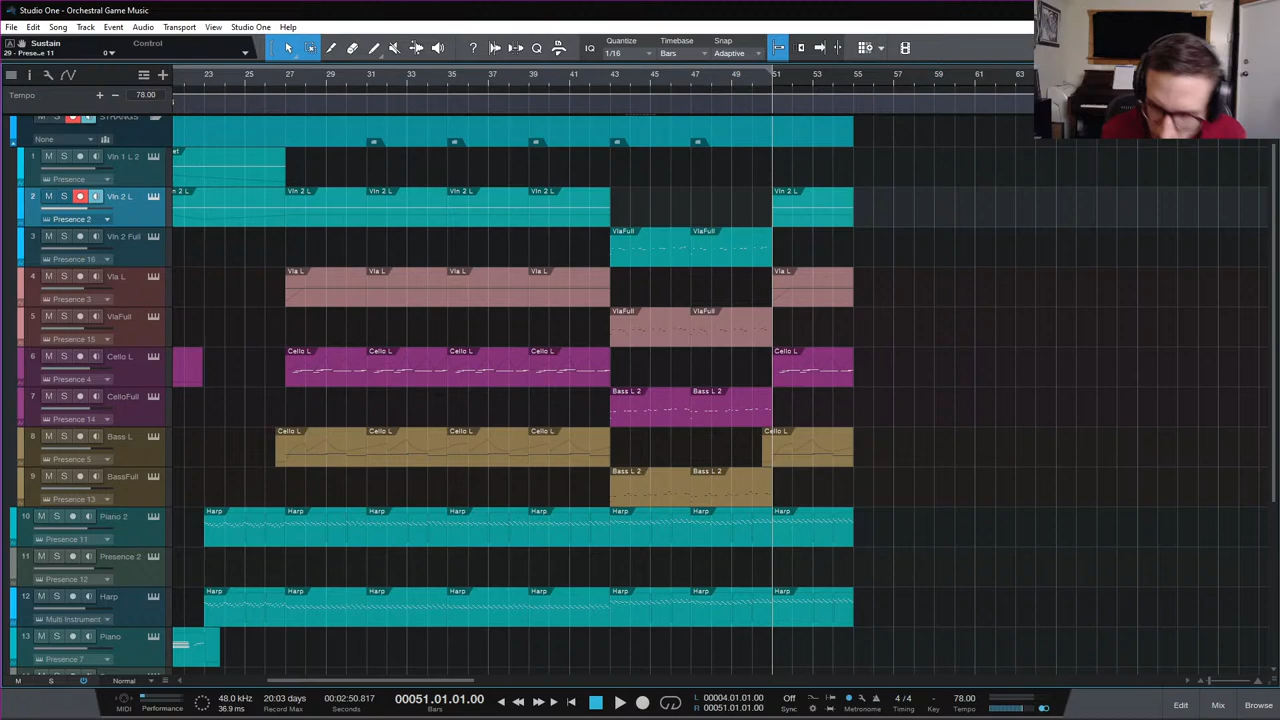 Studio One - Orchestral Game Music
File Edit Song Track Event Audio Transport View Studio One Help
Sustain Control
29 - Presence 11 0
IQ Quantize Timebase Snap
1/16 Bars Adaptive
23 27 29 31 33 35 37 39 41 43 45 47 49 51 53 55 57 59 61 63
Tempo + - 78.00
M S STRANGS
None
1 M S Vln 1 L 2
Presence
2 M S Vln 2 L Vln 2 L Vln 2 L Vln 2 L Vln 2 L Vln 2 L
Presence 2
3 M S Vln 2 Full VlaFull VlaFull
Presence 16
4 M S Vla L Vla L Vla L Vla L Vla L Vla L
Presence 3
5 M S VlaFull VlaFull VlaFull
Presence 15
6 M S Cello L Cello L Cello L Cello L Cello L Cello L
Presence 4
7 M S CelloFull Bass L 2 Bass L 2
Presence 14
8 M S Bass L Cello L Cello L Cello L Cello L Cello L
Presence 5
9 M S BassFull Bass L 2 Bass L 2
Presence 13
10 M S Piano 2 Harp Harp Harp Harp Harp Harp Harp Harp
Presence 11
11 M S Presence 2
Presence 12
12 M S Harp Harp Harp Harp Harp Harp Harp Harp Harp
Multi Instrument
13 M S Piano
Presence 7
M S Normal
48.0 kHz 20:03 days 00:02:50.817 00051.01.01.00 L 00004.01.01.00 Off 4 / 4 78.00
MIDI Performance 36.9 ms Record Max Seconds Bars R 00051.01.01.00 Sync Metronome Timing Key Tempo Edit Mix Browse